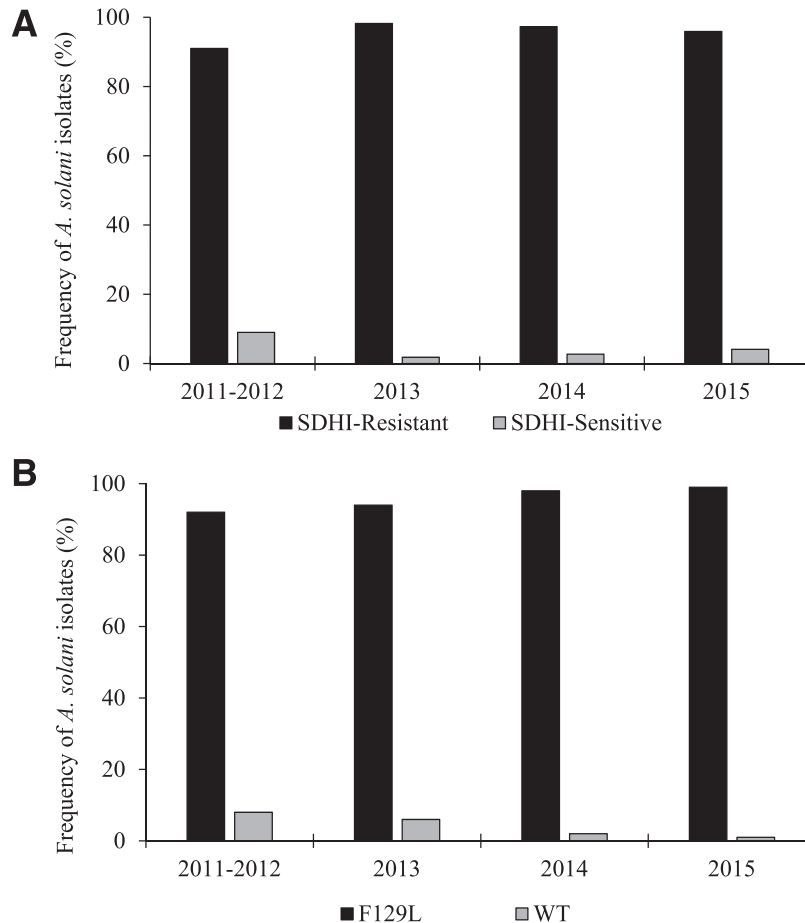 A
Frequency of A. solani isolates (%)
100
80
60
40
20
0
2011-2012 2013 2014 2015
SDHI-Resistant SDHI-Sensitive
B
Frequency of A. solani isolates (%)
100
80
60
40
20
0
2011-2012 2013 2014 2015
F129L WT